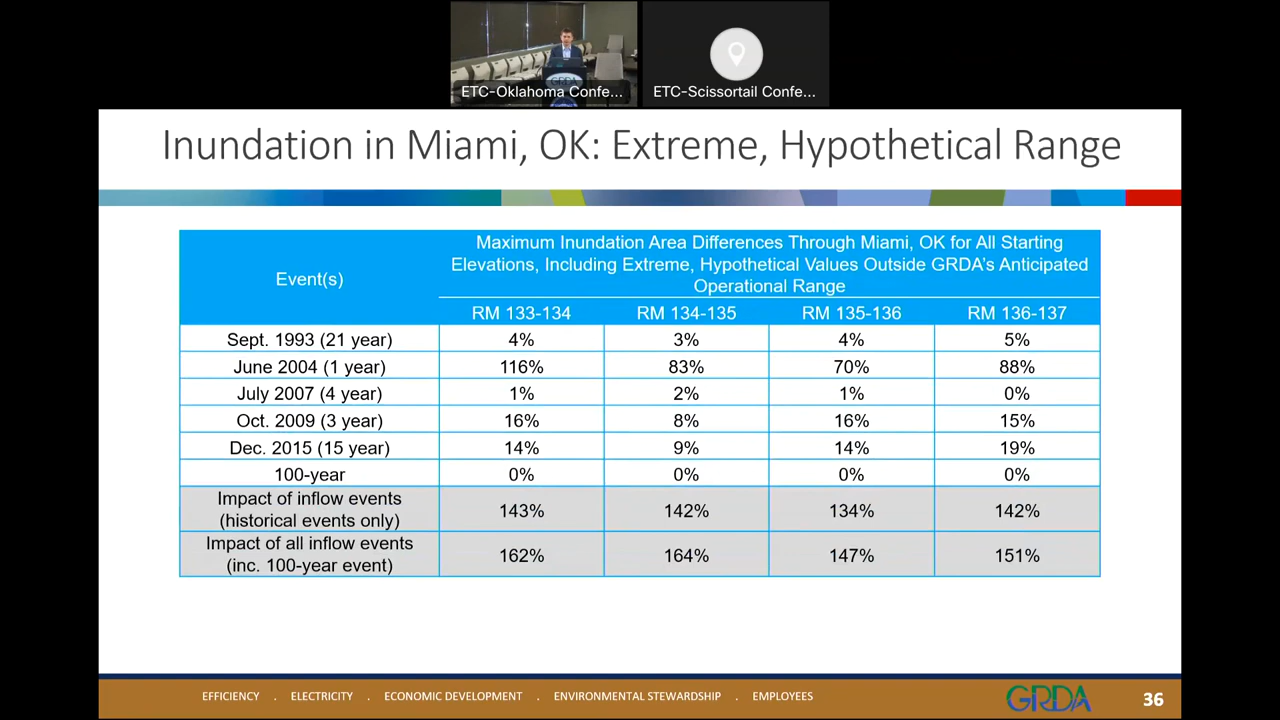 GRDA
ETC-Oklahoma Confe...
ETC-Scissortail Confe...
Inundation in Miami, OK: Extreme, Hypothetical Range
Event(s)
Maximum Inundation Area Differences Through Miami, OK for All Starting
Elevations, Including Extreme, Hypothetical Values Outside GRDA's Anticipated
Operational Range
RM 133-134 RM 134-135 RM 135-136 RM 136-137
Sept. 1993 (21 year) 4% 3% 4% 5%
June 2004 (1 year) 116% 83% 70% 88%
July 2007 (4 year) 1% 2% 1% 0%
Oct. 2009 (3 year) 16% 8% 16% 15%
Dec. 2015 (15 year) 14% 9% 14% 19%
100-year 0% 0% 0% 0%
Impact of inflow events
(historical events only) 143% 142% 134% 142%
Impact of all inflow events
(inc. 100-year event) 162% 164% 147% 151%
EFFICIENCY . ELECTRICITY . ECONOMIC DEVELOPMENT . ENVIRONMENTAL STEWARDSHIP . EMPLOYEES
GRDA
36